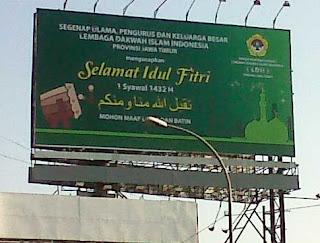 SEGENAP ULAMA, PENGURUS DAN KELUARGA BESAR
LEMBAGA DAKWAH ISLAM INDONESIA
PROVINSI JAWA TIMUR
mengucapkan
Selamat Idul Fitri
1 Syawal 1432 H
تقبل الله منا ومنكم
MOHON MAAF DAN BATIN
LDII